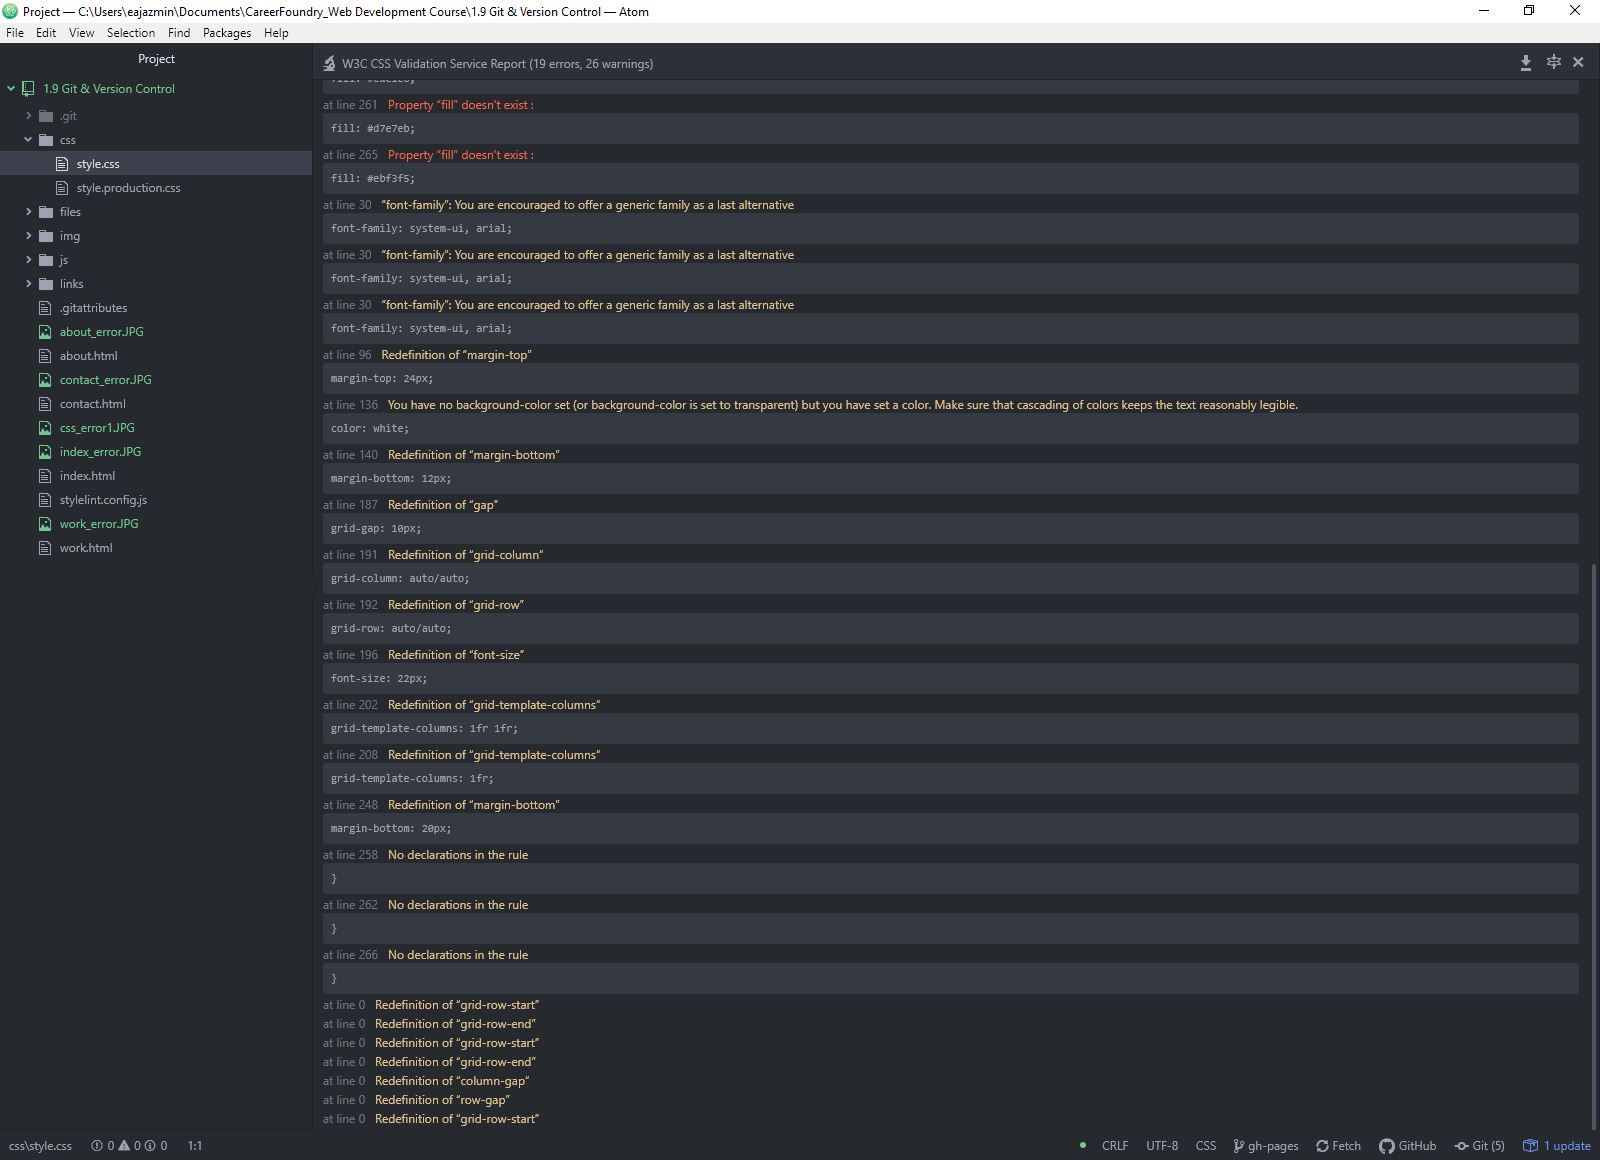 Project — C:\Users\eajazmin\Documents\CareerFoundry_Web Development Course\1.9 Git & Version Control — Atom
File Edit View Selection Find Packages Help
Project
1.9 Git & Version Control
.git
css
style.css
style.production.css
files
img
js
links
.gitattributes
about_error.JPG
about.html
contact_error.JPG
contact.html
css_error1.JPG
index_error.JPG
index.html
stylelint.config.js
work_error.JPG
work.html
W3C CSS Validation Service Report (19 errors, 26 warnings)
at line 261 Property “fill” doesn't exist :
fill: #d7e7eb;
at line 265 Property “fill” doesn't exist :
fill: #ebf3f5;
at line 30 “font-family”: You are encouraged to offer a generic family as a last alternative
font-family: system-ui, arial;
at line 30 “font-family”: You are encouraged to offer a generic family as a last alternative
font-family: system-ui, arial;
at line 30 “font-family”: You are encouraged to offer a generic family as a last alternative
font-family: system-ui, arial;
at line 96 Redefinition of “margin-top”
margin-top: 24px;
at line 136 You have no background-color set (or background-color is set to transparent) but you have set a color. Make sure that cascading of colors keeps the text reasonably legible.
color: white;
at line 140 Redefinition of “margin-bottom”
margin-bottom: 12px;
at line 187 Redefinition of “gap”
grid-gap: 10px;
at line 191 Redefinition of “grid-column”
grid-column: auto/auto;
at line 192 Redefinition of “grid-row”
grid-row: auto/auto;
at line 196 Redefinition of “font-size”
font-size: 22px;
at line 202 Redefinition of “grid-template-columns”
grid-template-columns: 1fr 1fr;
at line 208 Redefinition of “grid-template-columns”
grid-template-columns: 1fr;
at line 248 Redefinition of “margin-bottom”
margin-bottom: 20px;
at line 258 No declarations in the rule
}
at line 262 No declarations in the rule
}
at line 266 No declarations in the rule
}
at line 0 Redefinition of “grid-row-start”
at line 0 Redefinition of “grid-row-end”
at line 0 Redefinition of “grid-row-start”
at line 0 Redefinition of “grid-row-end”
at line 0 Redefinition of “column-gap”
at line 0 Redefinition of “row-gap”
at line 0 Redefinition of “grid-row-start”
css\style.css 0 0 0 1:1 CRLF UTF-8 CSS gh-pages Fetch GitHub Git (5) 1 update